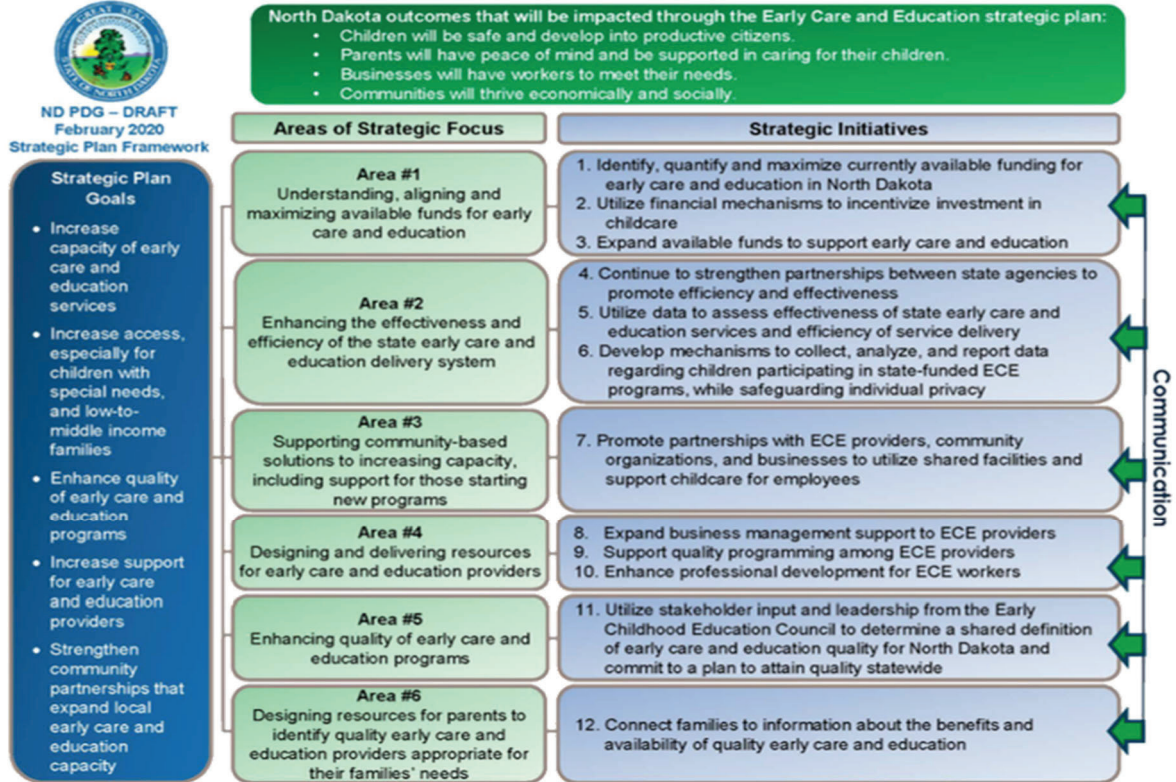 North Dakota outcomes that will be impacted through the Early Care and Education strategic plan:
• Children will be safe and develop into productive citizens.
• Parents will have peace of mind and be supported in caring for their children.
• Businesses will have workers to meet their needs.
• Communities will thrive economically and socially.
GREAT SEAL
STATE OF NORTH DAKOTA
ND PDG – DRAFT
February 2020
Strategic Plan Framework
Strategic Plan
Goals
• Increase
capacity of early
care and
education
services
• Increase access,
especially for
children with
special needs,
and low-to-
middle income
families
• Enhance quality
of early care and
education
programs
• Increase support
for early care
and education
providers
• Strengthen
community
partnerships that
expand local
early care and
education
capacity
Areas of Strategic Focus
Strategic Initiatives
Area #1
Understanding, aligning and
maximizing available funds for early
care and education
1. Identify, quantify and maximize currently available funding for
early care and education in North Dakota
2. Utilize financial mechanisms to incentivize investment in
childcare
3. Expand available funds to support early care and education
Area #2
Enhancing the effectiveness and
efficiency of the state early care and
education delivery system
4. Continue to strengthen partnerships between state agencies to
promote efficiency and effectiveness
5. Utilize data to assess effectiveness of state early care and
education services and efficiency of service delivery
6. Develop mechanisms to collect, analyze, and report data
regarding children participating in state-funded ECE
programs, while safeguarding individual privacy
Area #3
Supporting community-based
solutions to increasing capacity,
including support for those starting
new programs
7. Promote partnerships with ECE providers, community
organizations, and businesses to utilize shared facilities and
support childcare for employees
Area #4
Designing and delivering resources
for early care and education providers
8. Expand business management support to ECE providers
9. Support quality programming among ECE providers
10. Enhance professional development for ECE workers
Area #5
Enhancing quality of early care and
education programs
11. Utilize stakeholder input and leadership from the Early
Childhood Education Council to determine a shared definition
of early care and education quality for North Dakota and
commit to a plan to attain quality statewide
Area #6
Designing resources for parents to
identify quality early care and
education providers appropriate for
their families' needs
12. Connect families to information about the benefits and
availability of quality early care and education
Communication